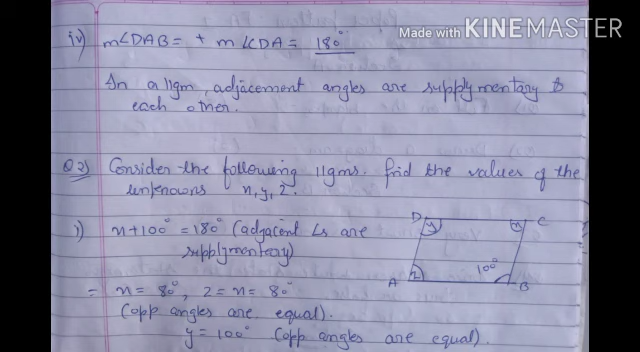 Made with KINEMASTER
iv) m∠DAB = + m∠CDA = 180°
In a llgm, adjacement angles are supplymentary to
each other.
Q2) Consider the following llgms. find the values of the
unknowns x, y, z.
i) x+100° = 180° (adjacent ∠s are
supplymentary)
= x = 80°, z = x = 80°
(opp angles are equal).
y = 100° (opp angles are equal).
D y x C
A z 100° B